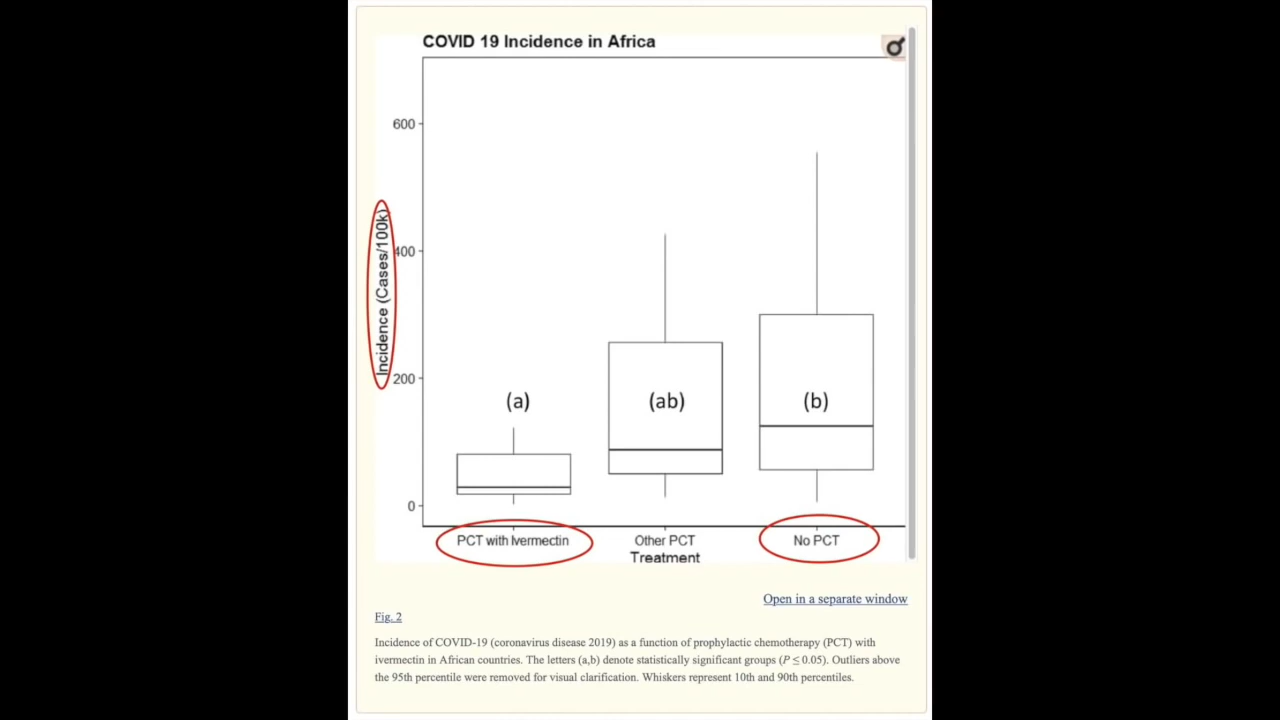 COVID 19 Incidence in Africa
Incidence (Cases/100k)
600
400
200
0
(a)
(ab)
(b)
PCT with Ivermectin
Other PCT
No PCT
Treatment
Open in a separate window
Fig. 2
Incidence of COVID-19 (coronavirus disease 2019) as a function of prophylactic chemotherapy (PCT) with
ivermectin in African countries. The letters (a,b) denote statistically significant groups (P ≤ 0.05). Outliers above
the 95th percentile were removed for visual clarification. Whiskers represent 10th and 90th percentiles.